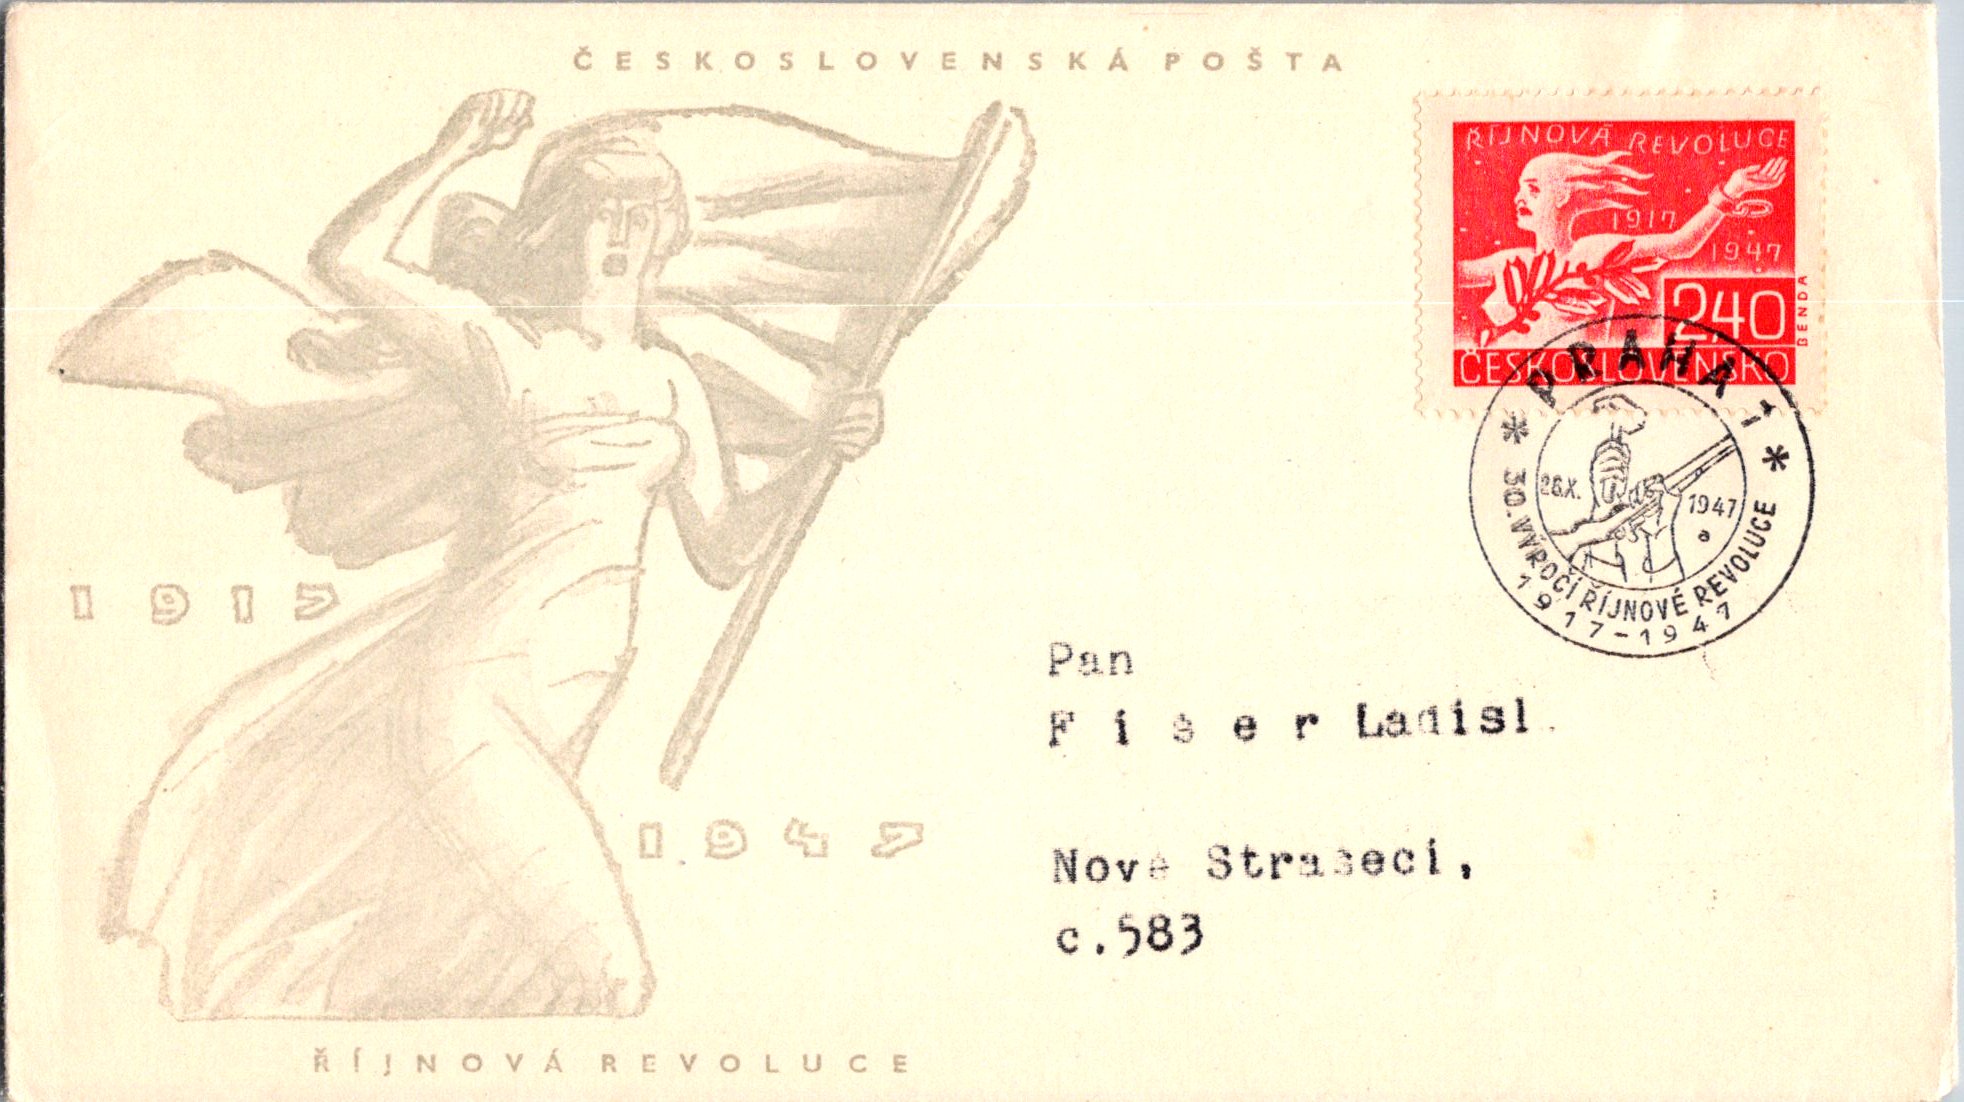 ČESKOSLOVENSKÁ POŠTA
ŘÍJNOVÁ REVOLUCE
1917
1947
2,40
BENDA
ČESKOSLOVENSKO
* PRAHA 1 *
26.X. 1947
e
30. VÝROČÍ ŘÍJNOVÉ REVOLUCE
1917-1947
1917
1947
Pan
F i s e r Ladisl.
Nové Straseci,
c.583
ŘÍJNOVÁ REVOLUCE